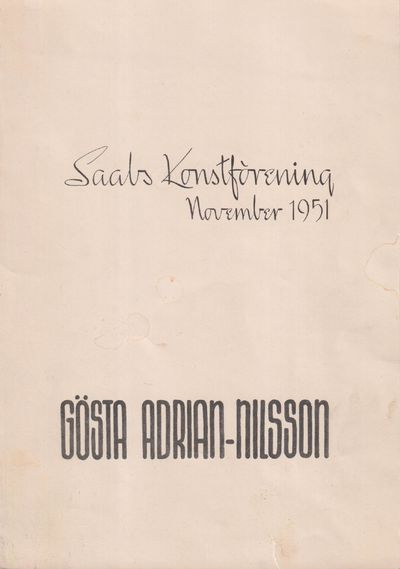 Saabs Konstförening
November 1951
GÖSTA ADRIAN-NILSSON